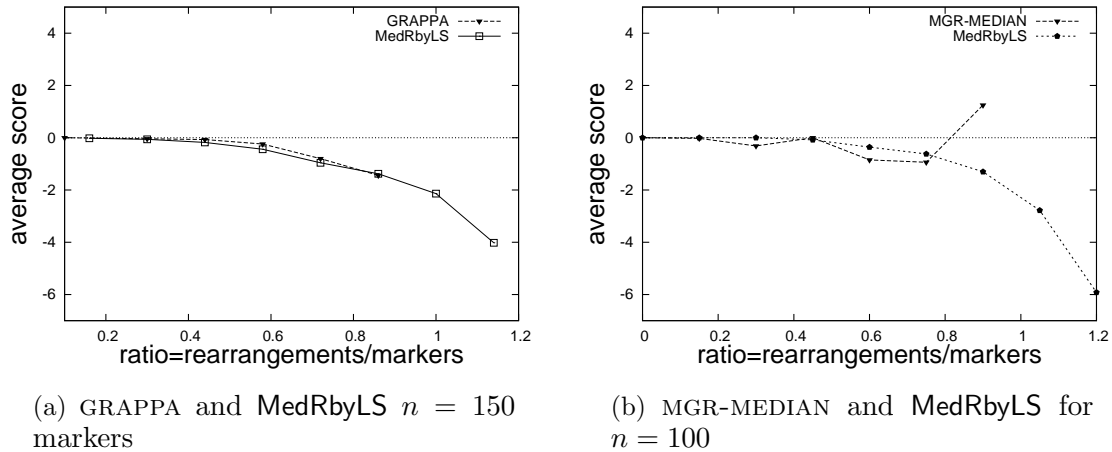 4
2
0
-2
-4
-6
average score
0.2
0.4
0.6
0.8
1
1.2
ratio=rearrangements/markers
GRAPPA
MedRbyLS
(a) GRAPPA and MedRbyLS n = 150
markers
4
2
0
-2
-4
-6
average score
0
0.2
0.4
0.6
0.8
1
1.2
ratio=rearrangements/markers
MGR-MEDIAN
MedRbyLS
(b) MGR-MEDIAN and MedRbyLS for
n = 100